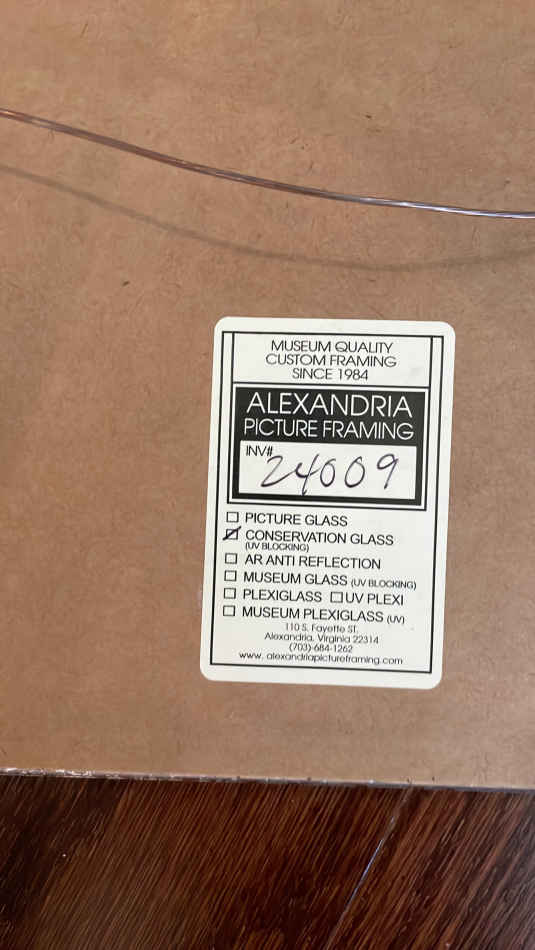 MUSEUM QUALITY
CUSTOM FRAMING
SINCE 1984
ALEXANDRIA
PICTURE FRAMING
INV# 24009
PICTURE GLASS
CONSERVATION GLASS
(UV BLOCKING)
AR ANTI REFLECTION
MUSEUM GLASS (UV BLOCKING)
PLEXIGLASS UV PLEXI
MUSEUM PLEXIGLASS (UV)
110 S. Fayette ST.
Alexandria, Virginia 22314
(703)-684-1262
www. alexandriapictureframing.com